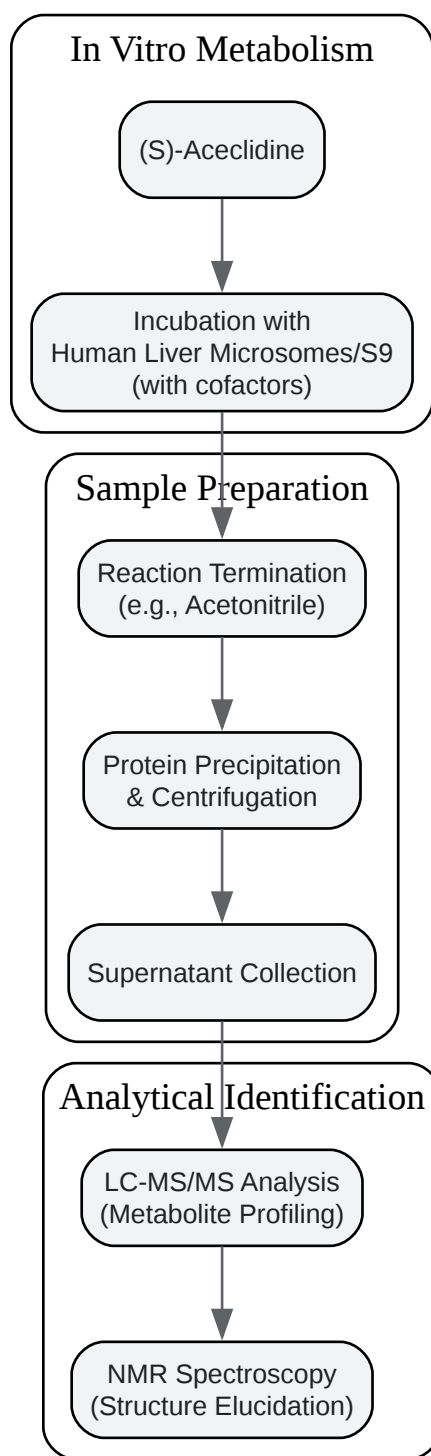 In Vitro Metabolism
(S)-Aceclidine
Incubation with
Human Liver Microsomes/S9
(with cofactors)
Sample Preparation
Reaction Termination
(e.g., Acetonitrile)
Protein Precipitation
& Centrifugation
Supernatant Collection
Analytical Identification
LC-MS/MS Analysis
(Metabolite Profiling)
NMR Spectroscopy
(Structure Elucidation)